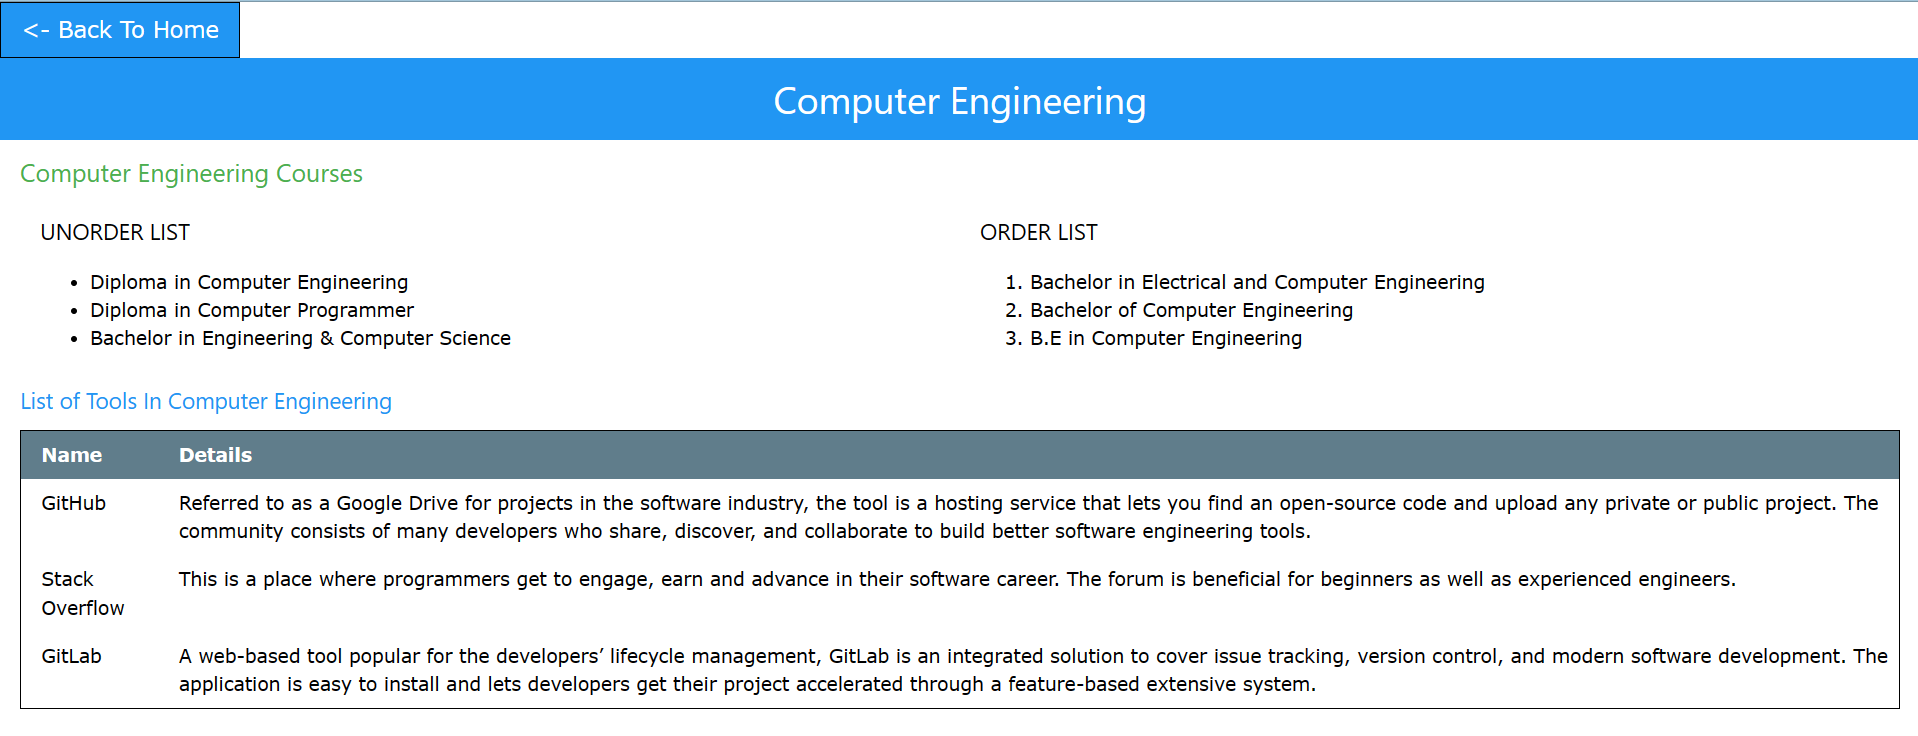 <- Back To Home
Computer Engineering
Computer Engineering Courses
UNORDER LIST
• Diploma in Computer Engineering
• Diploma in Computer Programmer
• Bachelor in Engineering & Computer Science
ORDER LIST
1. Bachelor in Electrical and Computer Engineering
2. Bachelor of Computer Engineering
3. B.E in Computer Engineering
List of Tools In Computer Engineering
Name Details
GitHub Referred to as a Google Drive for projects in the software industry, the tool is a hosting service that lets you find an open-source code and upload any private or public project. The
community consists of many developers who share, discover, and collaborate to build better software engineering tools.
Stack This is a place where programmers get to engage, earn and advance in their software career. The forum is beneficial for beginners as well as experienced engineers.
Overflow
GitLab A web-based tool popular for the developers’ lifecycle management, GitLab is an integrated solution to cover issue tracking, version control, and modern software development. The
application is easy to install and lets developers get their project accelerated through a feature-based extensive system.